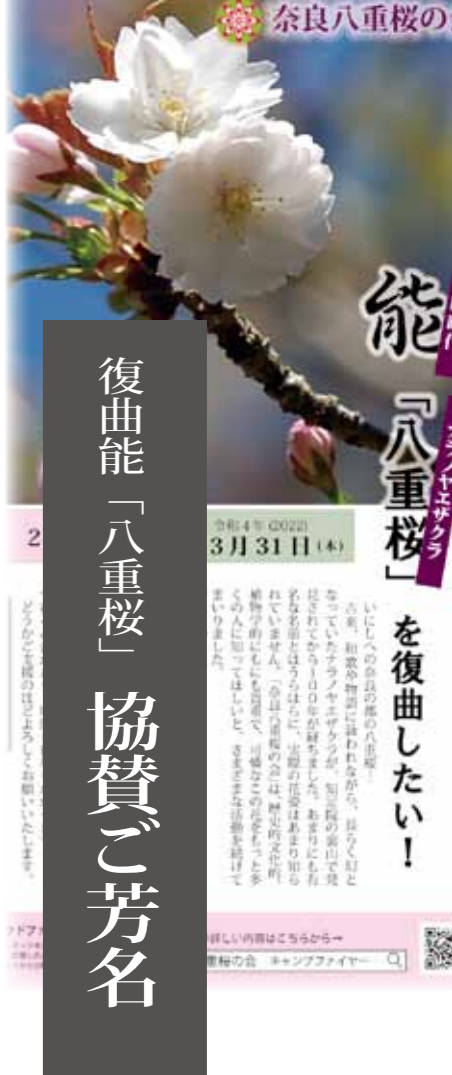 奈良八重桜の
能「八重桜」を復曲したい!
ナラノヤエザクラ
令和4年(2022)
3月31日(木)
いにしへの奈良の都の八重桜…
古来、和歌や物語に謳われながら、長らく幻と
なっていたナラノヤエザクラが、知足院の裏山で発
見されてから100年が経ちました。あまりにも有
名な名前とはうらはらに、実際の花姿はあまり知ら
れていません。「奈良八重桜の会」は、歴史的文化的、
植物学的にも貴重で、可憐なこの花をもっと多
くの人に知ってほしいと、さまざまな活動を続けて
まいりました。
どうかご支援のほどよろしくお願いいたします。
詳しい内容はこちらから→
重桜の会 キャンプファイヤー
復曲能「八重桜」協賛ご芳名